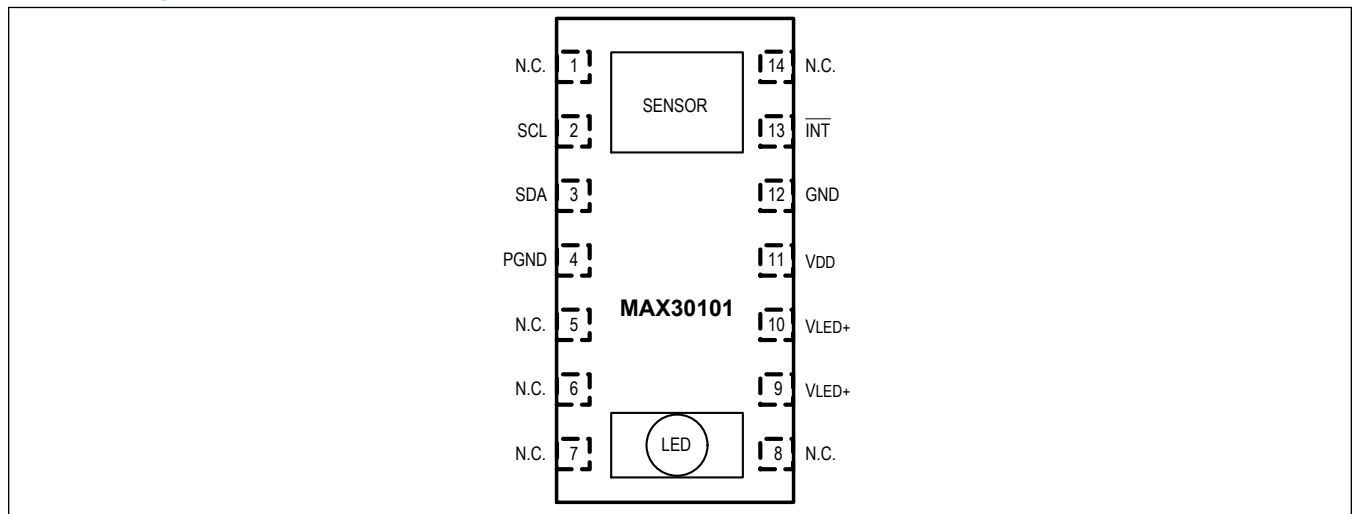 N.C. 1 SENSOR 14 N.C.
SCL 2 13 INT
SDA 3 12 GND
PGND 4 11 VDD
MAX30101
N.C. 5 10 VLED+
N.C. 6 9 VLED+
N.C. 7 LED 8 N.C.